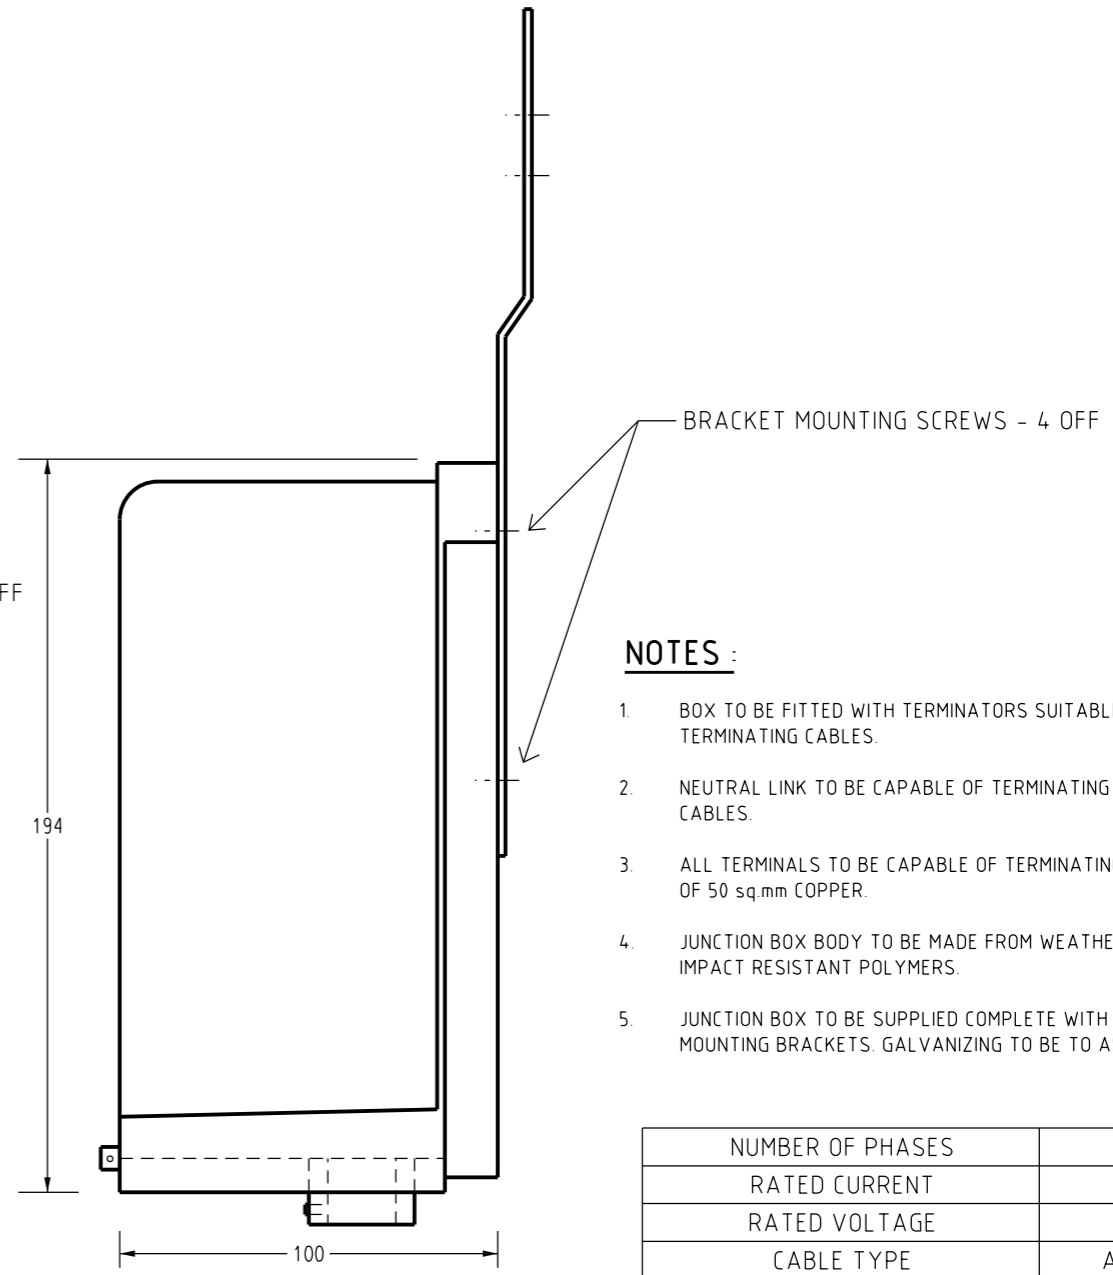 BRACKET MOUNTING SCREWS - 4 OFF
FF
194
100
NOTES :
1. BOX TO BE FITTED WITH TERMINATORS SUITABL
TERMINATING CABLES.
2. NEUTRAL LINK TO BE CAPABLE OF TERMINATING
CABLES.
3. ALL TERMINALS TO BE CAPABLE OF TERMINATIN
OF 50 sq.mm COPPER.
4. JUNCTION BOX BODY TO BE MADE FROM WEATHE
IMPACT RESISTANT POLYMERS.
5. JUNCTION BOX TO BE SUPPLIED COMPLETE WITH
MOUNTING BRACKETS. GALVANIZING TO BE TO A
NUMBER OF PHASES
RATED CURRENT
RATED VOLTAGE
CABLE TYPE A